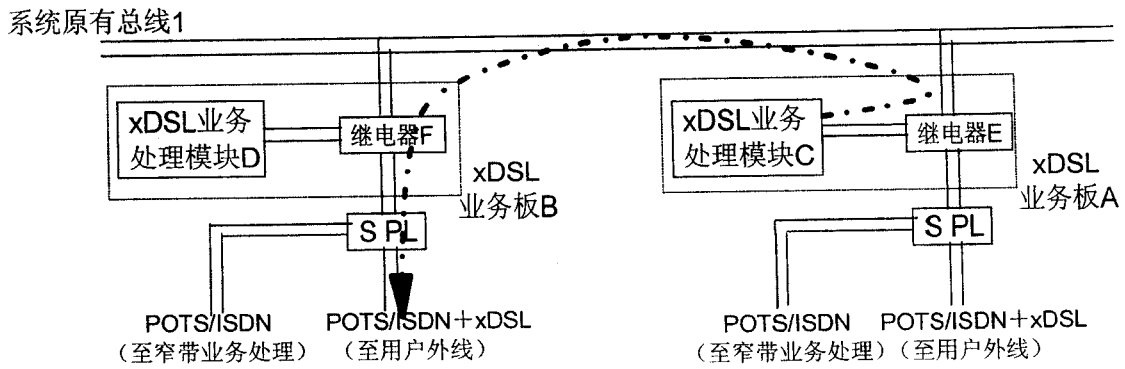 系统原有总线1
xDSL业务
处理模块D
继电器F
xDSL
业务板B
S PL
POTS/ISDN
（至窄带业务处理）
POTS/ISDN＋xDSL
（至用户外线）
xDSL业务
处理模块C
继电器E
xDSL
业务板A
S PL
POTS/ISDN
（至窄带业务处理）
POTS/ISDN＋xDSL
（至用户外线）